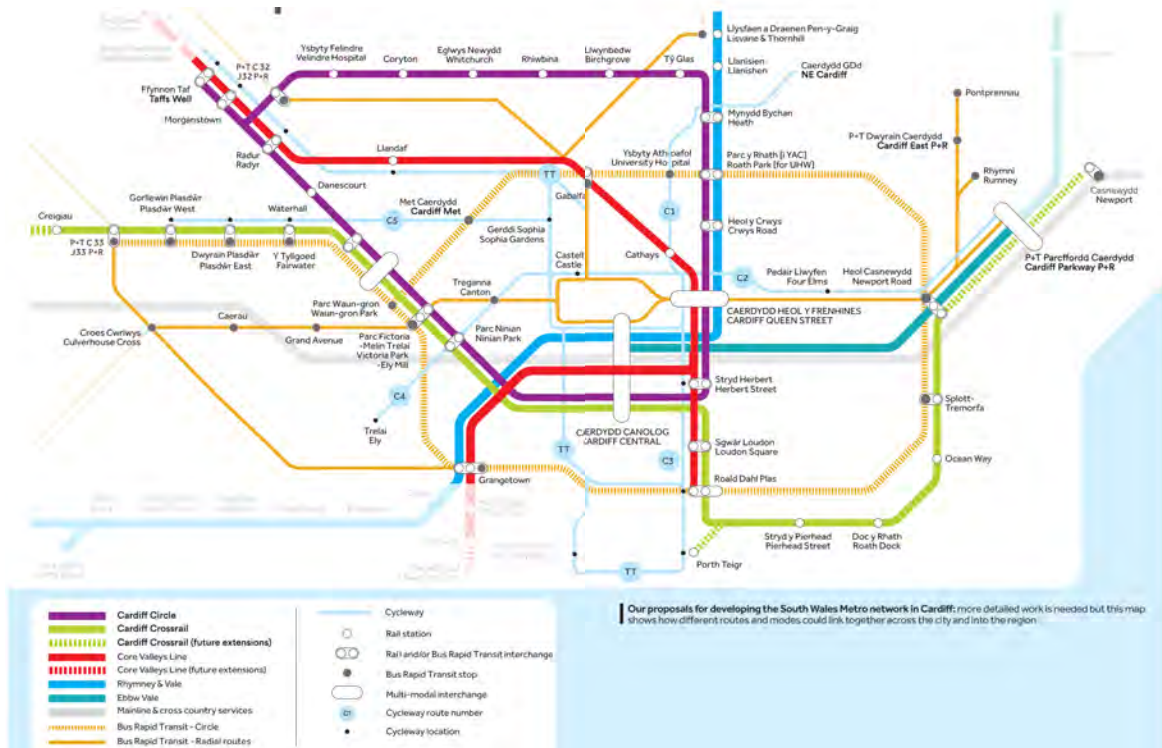 Llysfaen a Draenen Pen-y-Graig
Lisvane & Thornhill
Ysbyty Felindre
Velindre Hospital
Coryton
Eglwys Newydd
Whitchurch
Rhiwbina
Llwynbedw
Birchgrove
Tŷ Glas
Llanisien
Llanishen
Caerdydd GDd
NE Cardiff
P+T C 32
J32 P+R
Ffynnon Taf
Taffs Well
Morganstown
Mynydd Bychan
Heath
Pontprennau
P+T Dwyrain Caerdydd
Cardiff East P+R
Radur
Radyr
Llandaf
Ysbyty Athrofaol
University Hospital
Parc y Rhath [i YAC]
Roath Park [for UHW]
Rhymni
Rumney
Casnewydd
Newport
Danescourt
TT
Gabalfa
Gorllewin Plasdŵr
Plasdŵr West
Waterhall
Met Caerdydd
Cardiff Met
C5
C1
Creigau
Gerddi Sophia
Sophia Gardens
Heol y Crwys
Crwys Road
P+T C 33
J33 P+R
Dwyrain Plasdŵr
Plasdŵr East
Y Tyllgoed
Fairwater
Castell
Castle
Cathays
C2
Pedair Llwyfen
Four Elms
Heol Casnewydd
Newport Road
P+T Parcffordd Caerdydd
Cardiff Parkway P+R
Treganna
Canton
Parc Waun-gron
Waun-gron Park
CAERDYDD HEOL Y FRENHINES
CARDIFF QUEEN STREET
Croes Cwrlwys
Culverhouse Cross
Caerau
Grand Avenue
Parc Fictoria
-Melin Trelai
Victoria Park
-Ely Mill
Parc Ninian
Ninian Park
C4
Stryd Herbert
Herbert Street
Splott-
Tremorfa
Trelai
Ely
CAERDYDD CANOLOG
CARDIFF CENTRAL
TT
C3
Sgwâr Loudon
Loudon Square
Ocean Way
Grangetown
Roald Dahl Plas
Stryd y Pierhead
Pierhead Street
Doc y Rhath
Roath Dock
Porth Teigr
TT
Cardiff Circle
Cardiff Crossrail
Cardiff Crossrail (future extensions)
Core Valleys Line
Core Valleys Line (future extensions)
Rhymney & Vale
Ebbw Vale
Mainline & cross country services
Bus Rapid Transit - Circle
Bus Rapid Transit - Radial routes
Cycleway
Rail station
Rail and/or Bus Rapid Transit interchange
Bus Rapid Transit stop
Multi-modal interchange
C1
Cycleway route number
Cycleway location
Our proposals for developing the South Wales Metro network in Cardiff: more detailed work is needed but this map
shows how different routes and modes could link together across the city and into the region